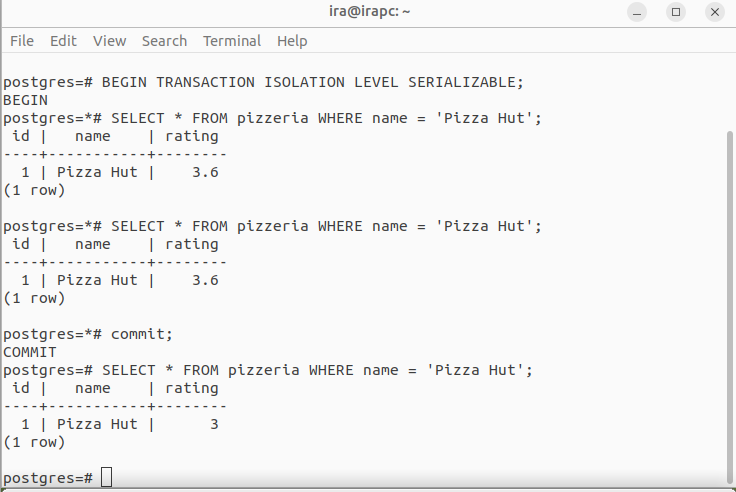 ira@irapc: ~
File Edit View Search Terminal Help
postgres=# BEGIN TRANSACTION ISOLATION LEVEL SERIALIZABLE;
BEGIN
postgres=*# SELECT * FROM pizzeria WHERE name = 'Pizza Hut';
 id |   name    | rating
----+-----------+--------
  1 | Pizza Hut |    3.6
(1 row)

postgres=*# SELECT * FROM pizzeria WHERE name = 'Pizza Hut';
 id |   name    | rating
----+-----------+--------
  1 | Pizza Hut |    3.6
(1 row)

postgres=*# commit;
COMMIT
postgres=# SELECT * FROM pizzeria WHERE name = 'Pizza Hut';
 id |   name    | rating
----+-----------+--------
  1 | Pizza Hut |      3
(1 row)

postgres=#